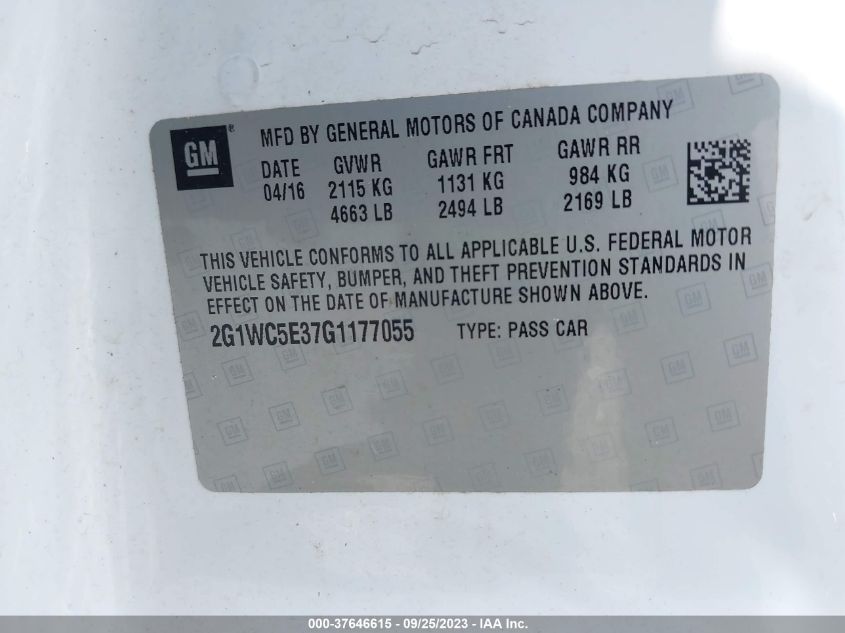 GM ® MFD BY GENERAL MOTORS OF CANADA COMPANY
DATE GVWR GAWR FRT GAWR RR
04/16 2115 KG 1131 KG 984 KG
4663 LB 2494 LB 2169 LB
THIS VEHICLE CONFORMS TO ALL APPLICABLE U.S. FEDERAL MOTOR
VEHICLE SAFETY, BUMPER, AND THEFT PREVENTION STANDARDS IN
EFFECT ON THE DATE OF MANUFACTURE SHOWN ABOVE.
2G1WC5E37G1177055 TYPE: PASS CAR
000-37646615 - 09/25/2023 - IAA Inc.